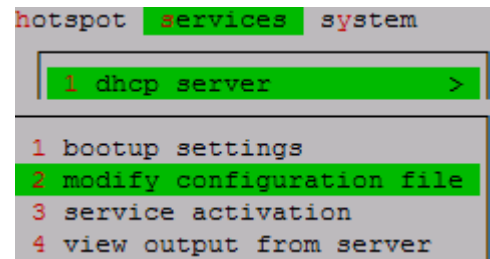 hotspot services system
1 dhcp server >
1 bootup settings
2 modify configuration file
3 service activation
4 view output from server